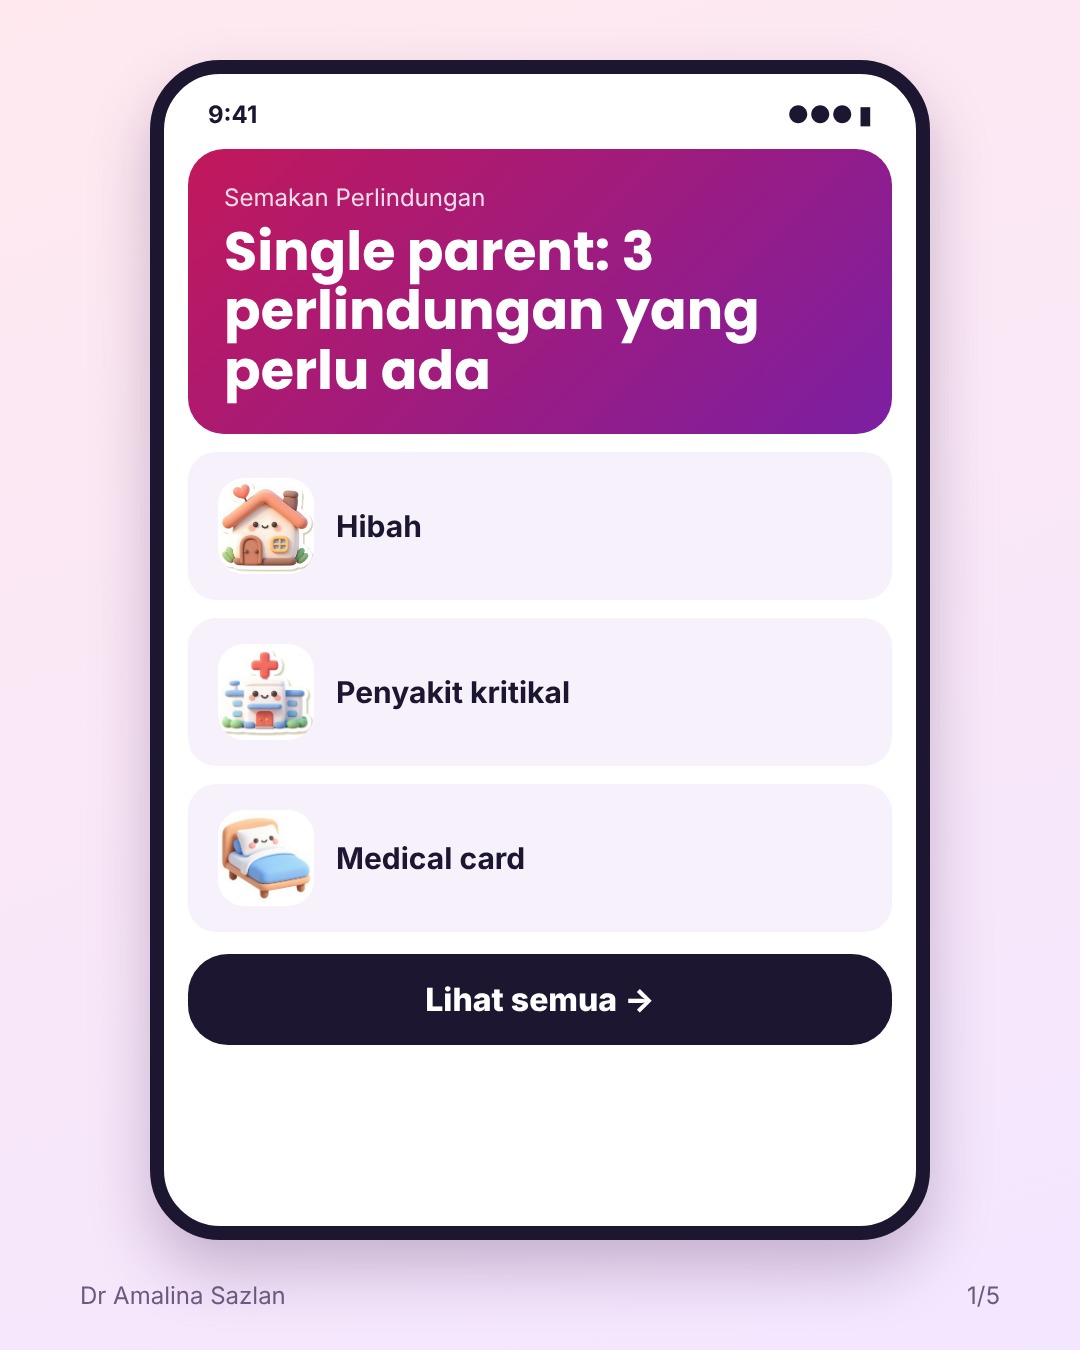 9:41
Semakan Perlindungan
Single parent: 3
perlindungan yang
perlu ada
Hibah
Penyakit kritikal
Medical card
Lihat semua →
Dr Amalina Sazlan
1/5